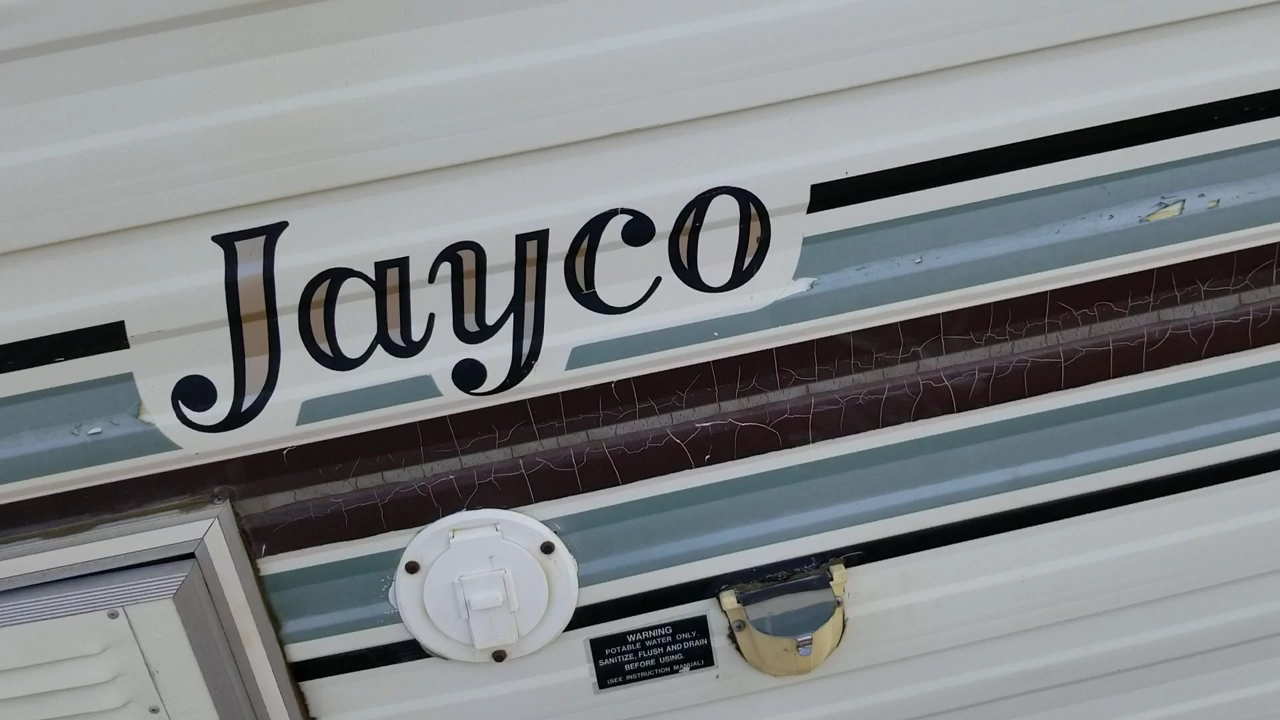 Jayco
WARNING
POTABLE WATER ONLY.
SANITIZE, FLUSH AND DRAIN
BEFORE USING.
(SEE INSTRUCTION MANUAL)